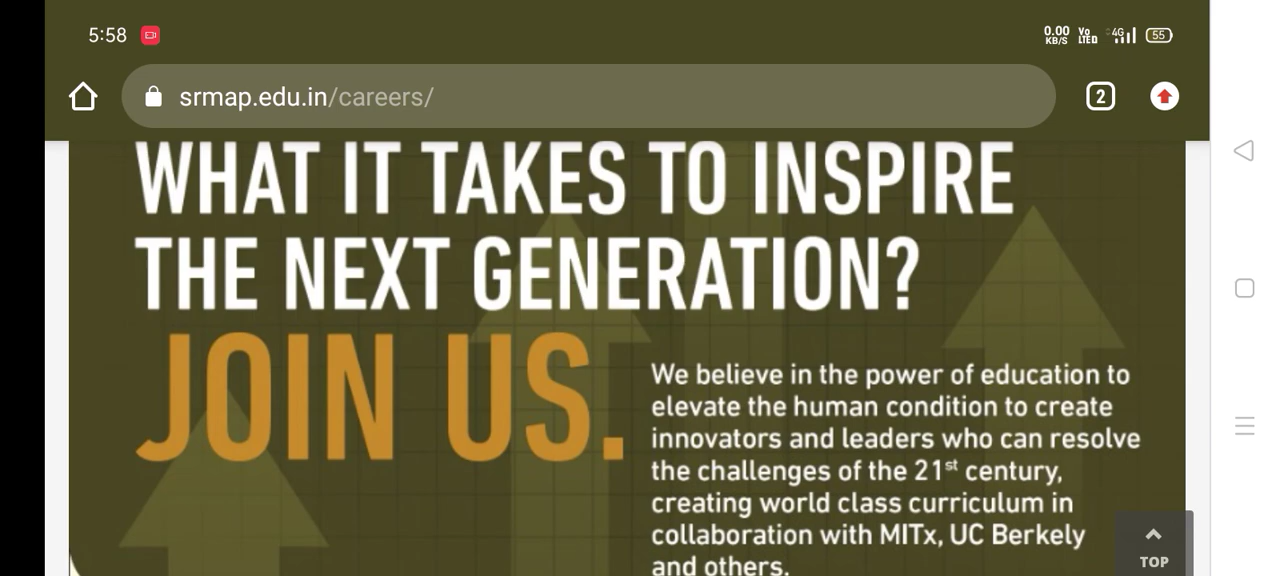 5:58
0.00 KB/S VoLTED 4G 55
srmap.edu.in/careers/
2
WHAT IT TAKES TO INSPIRE
THE NEXT GENERATION?
JOIN US.
We believe in the power of education to
elevate the human condition to create
innovators and leaders who can resolve
the challenges of the 21st century,
creating world class curriculum in
collaboration with MITx, UC Berkely
and others.
TOP